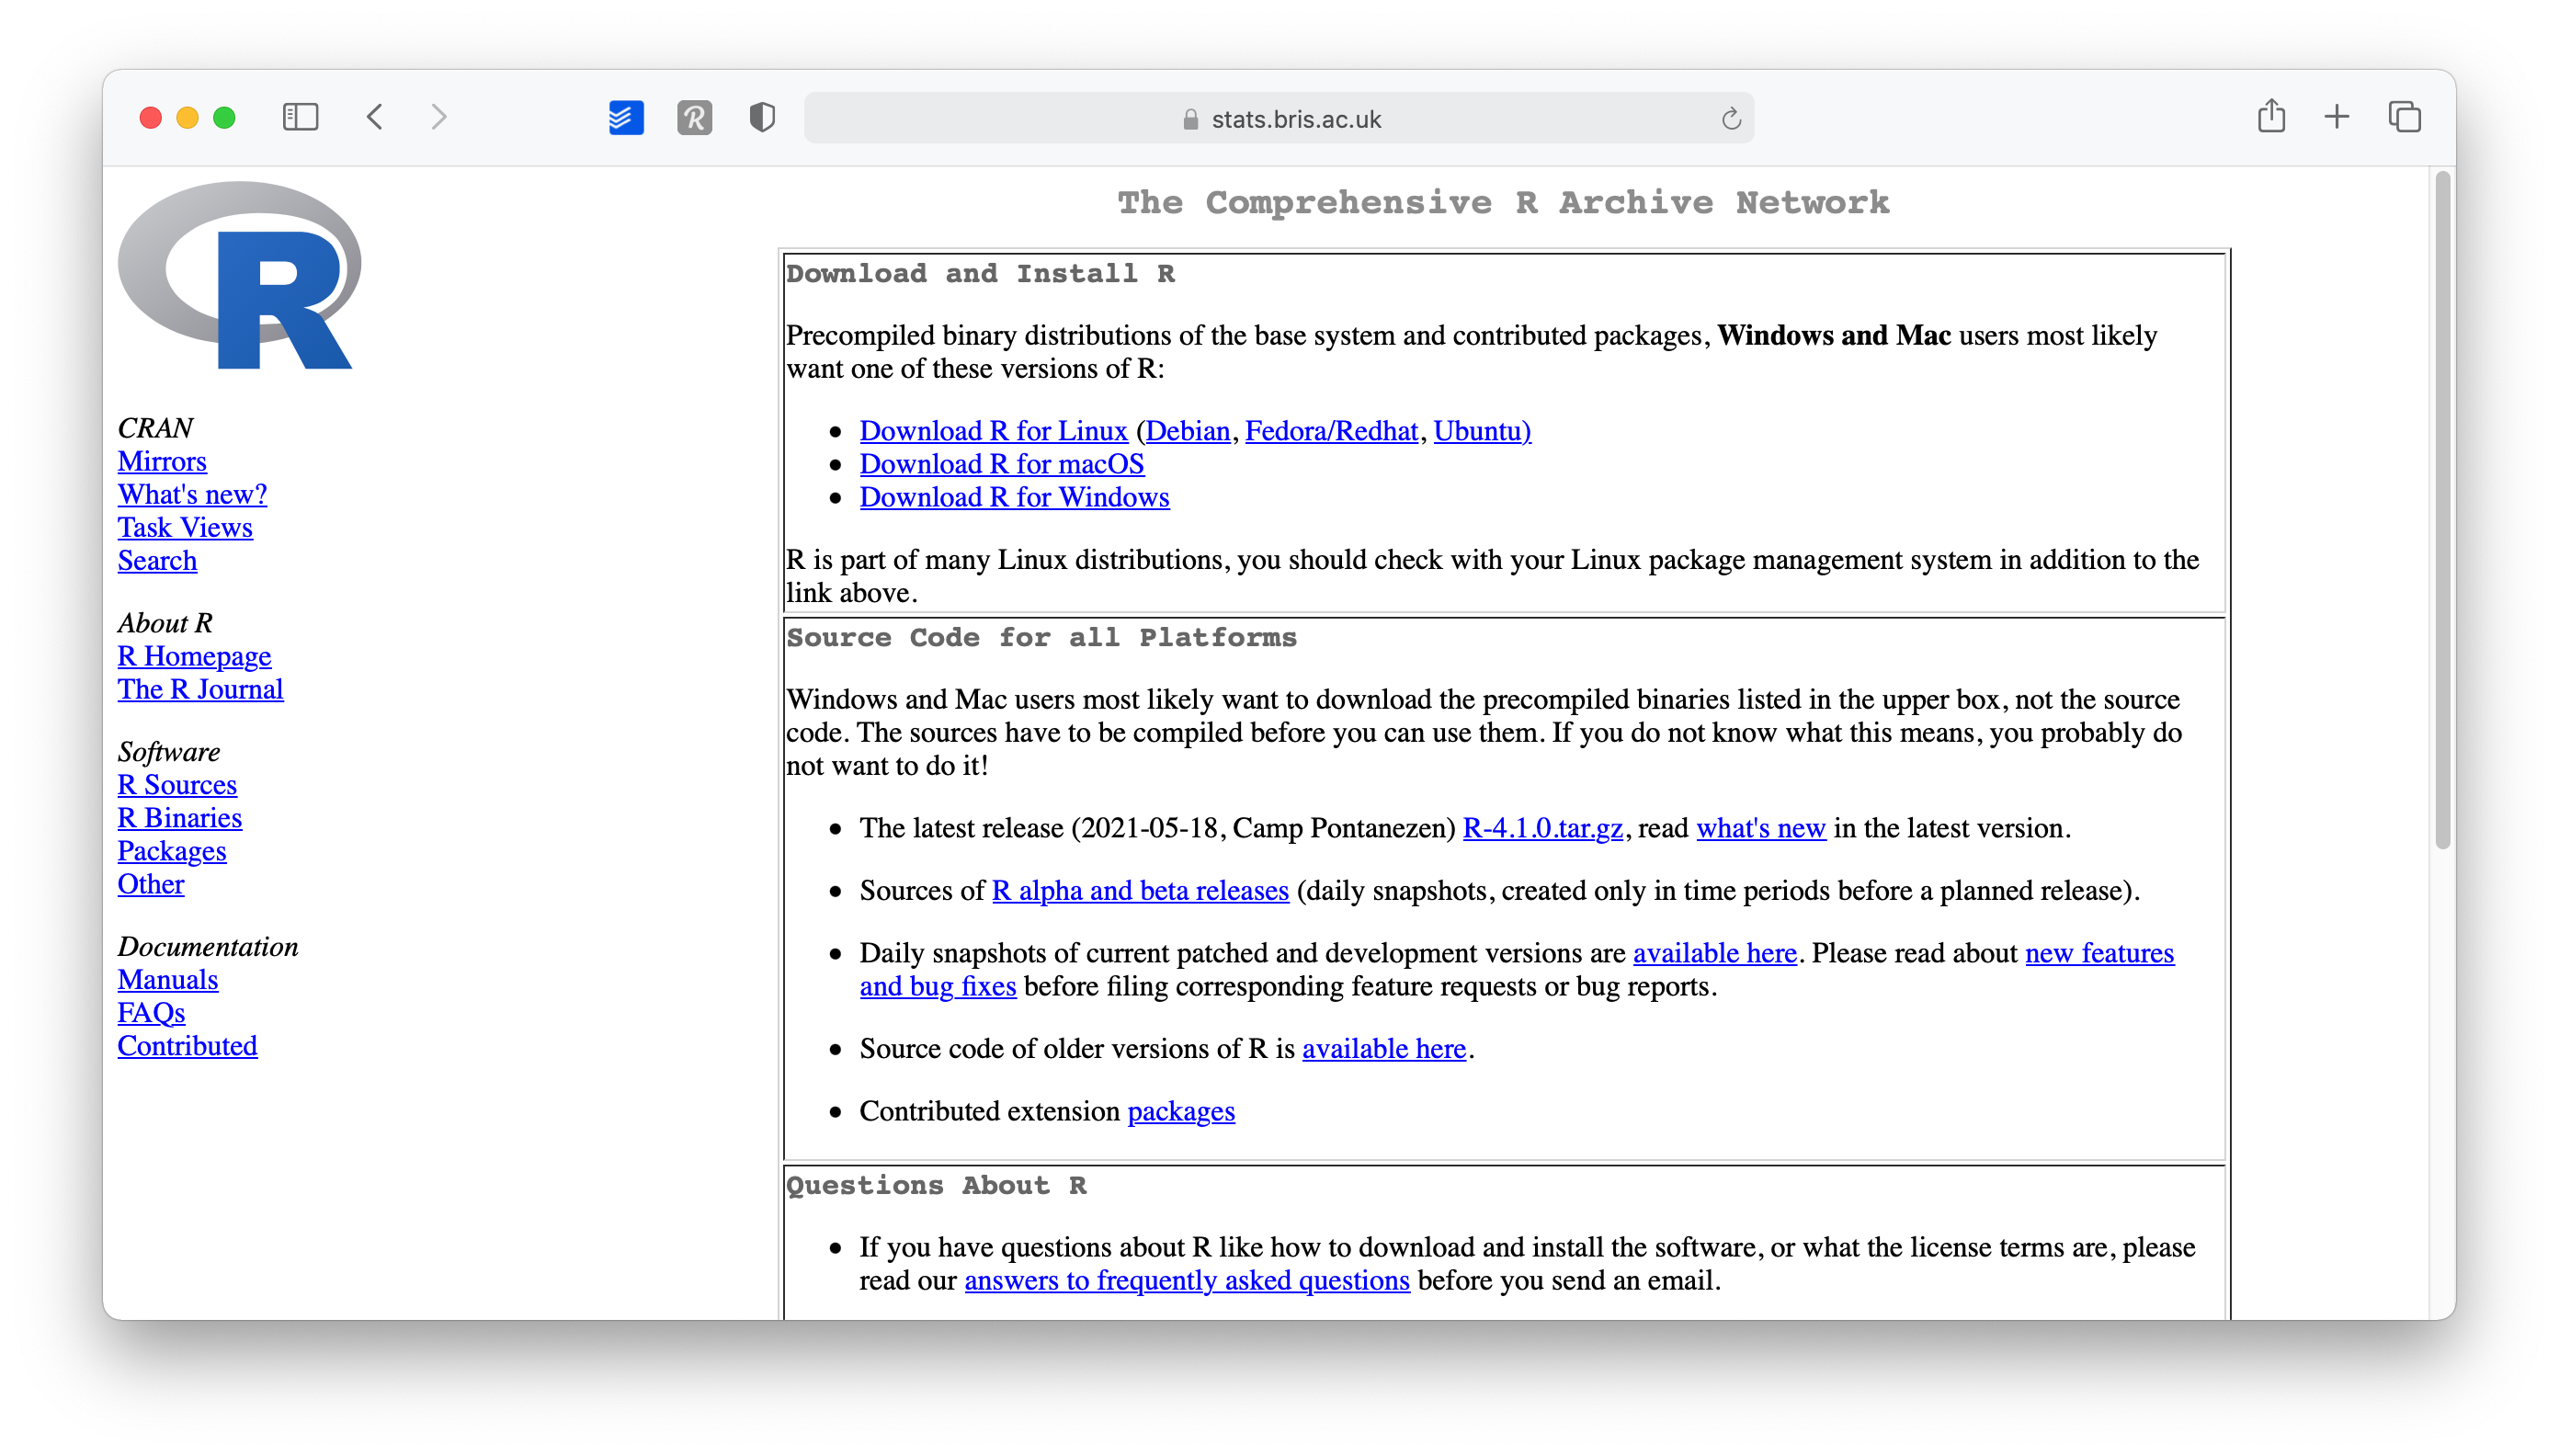 stats.bris.ac.uk
R
CRAN
Mirrors
What's new?
Task Views
Search
About R
R Homepage
The R Journal
Software
R Sources
R Binaries
Packages
Other
Documentation
Manuals
FAQs
Contributed
The Comprehensive R Archive Network
Download and Install R
Precompiled binary distributions of the base system and contributed packages, Windows and Mac users most likely
want one of these versions of R:
• Download R for Linux (Debian, Fedora/Redhat, Ubuntu)
• Download R for macOS
• Download R for Windows
R is part of many Linux distributions, you should check with your Linux package management system in addition to the
link above.
Source Code for all Platforms
Windows and Mac users most likely want to download the precompiled binaries listed in the upper box, not the source
code. The sources have to be compiled before you can use them. If you do not know what this means, you probably do
not want to do it!
• The latest release (2021-05-18, Camp Pontanezen) R-4.1.0.tar.gz, read what's new in the latest version.
• Sources of R alpha and beta releases (daily snapshots, created only in time periods before a planned release).
• Daily snapshots of current patched and development versions are available here. Please read about new features
and bug fixes before filing corresponding feature requests or bug reports.
• Source code of older versions of R is available here.
• Contributed extension packages
Questions About R
• If you have questions about R like how to download and install the software, or what the license terms are, please
read our answers to frequently asked questions before you send an email.